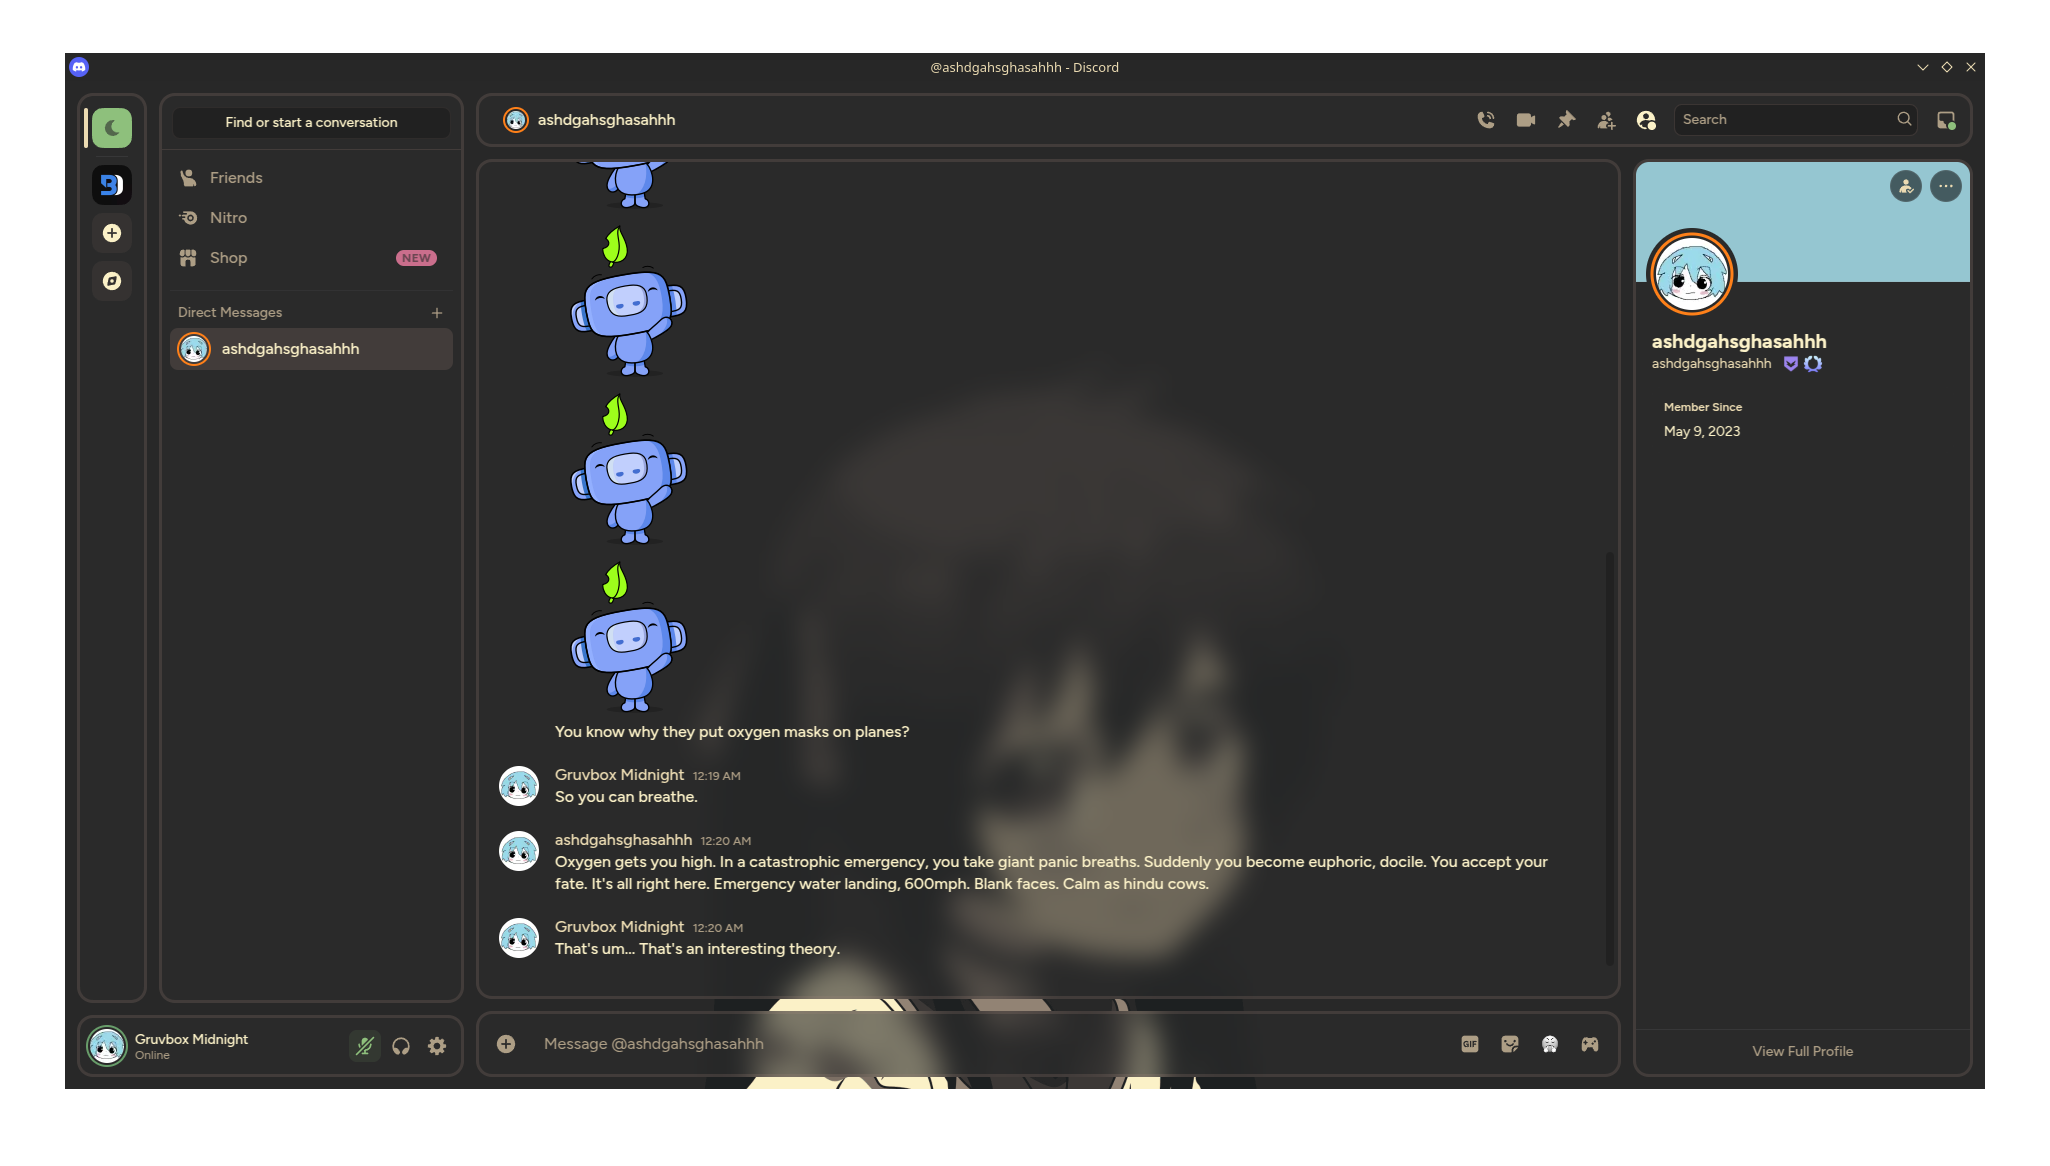 @ashdgahsghasahhh - Discord
Find or start a conversation
Friends
Nitro
Shop
NEW
Direct Messages
ashdgahsghasahhh
Gruvbox Midnight
Online
ashdgahsghasahhh
Search
You know why they put oxygen masks on planes?
Gruvbox Midnight 12:19 AM
So you can breathe.
ashdgahsghasahhh 12:20 AM
Oxygen gets you high. In a catastrophic emergency, you take giant panic breaths. Suddenly you become euphoric, docile. You accept your
fate. It's all right here. Emergency water landing, 600mph. Blank faces. Calm as hindu cows.
Gruvbox Midnight 12:20 AM
That's um... That's an interesting theory.
Message @ashdgahsghasahhh
GIF
ashdgahsghasahhh
ashdgahsghasahhh
Member Since
May 9, 2023
View Full Profile